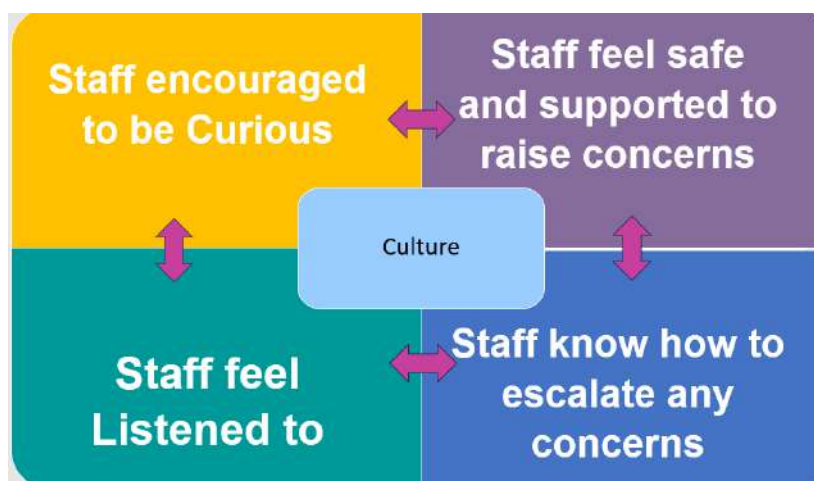 Staff encouraged
to be Curious
Staff feel safe
and supported to
raise concerns
Culture
Staff feel
Listened to
Staff know how to
escalate any
concerns